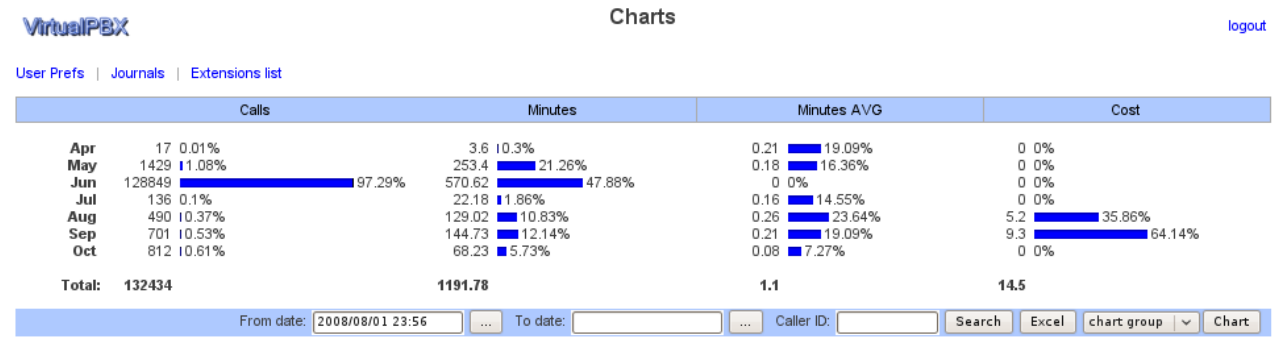 VirtualPBX
Charts
logout
User Prefs | Journals | Extensions list
Calls Minutes Minutes AVG Cost
Apr 17 0.01% 3.6 0.3% 0.21 19.09% 0 0%
May 1429 1.08% 253.4 21.26% 0.18 16.36% 0 0%
Jun 128849 97.29% 570.62 47.88% 0 0% 0 0%
Jul 136 0.1% 22.18 1.86% 0.16 14.55% 0 0%
Aug 490 0.37% 129.02 10.83% 0.26 23.64% 5.2 35.86%
Sep 701 0.53% 144.73 12.14% 0.21 19.09% 9.3 64.14%
Oct 812 0.61% 68.23 5.73% 0.08 7.27% 0 0%
Total: 132434 1191.78 1.1 14.5
From date: 2008/08/01 23:56 ... To date: ... Caller ID: Search Excel chart group Chart